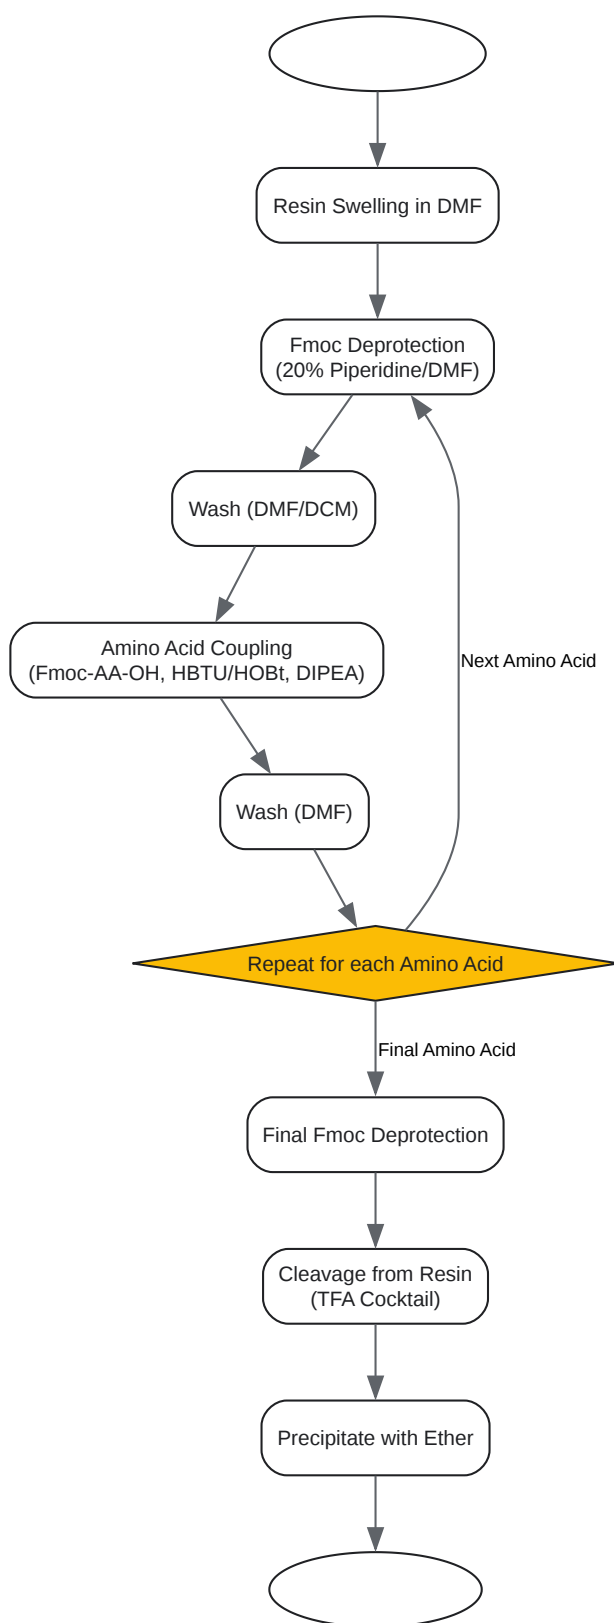 Resin Swelling in DMF
Fmoc Deprotection
(20% Piperidine/DMF)
Wash (DMF/DCM)
Amino Acid Coupling
(Fmoc-AA-OH, HBTU/HOBt, DIPEA)
Next Amino Acid
Wash (DMF)
Repeat for each Amino Acid
Final Amino Acid
Final Fmoc Deprotection
Cleavage from Resin
(TFA Cocktail)
Precipitate with Ether